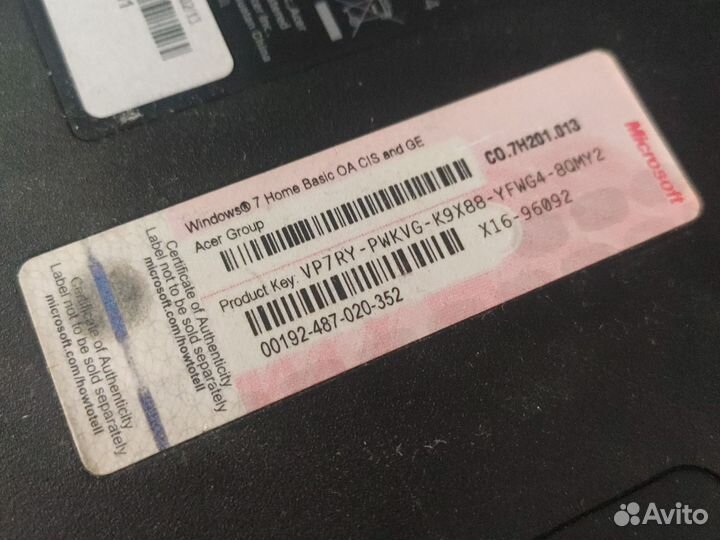 Windows® 7 Home Basic OA CIS and GE
Acer Group
CO.7H201.013
Product Key: VP7RY-PWKVG-K9X88-YFWG4-8QMY2
X16-96092
00192-487-020-352
Microsoft
Certificate of Authenticity
Label not to be sold separately
microsoft.com/howtotell
Certificate of Authenticity
Label not to be sold separately
microsoft.com/howtotell
Avito